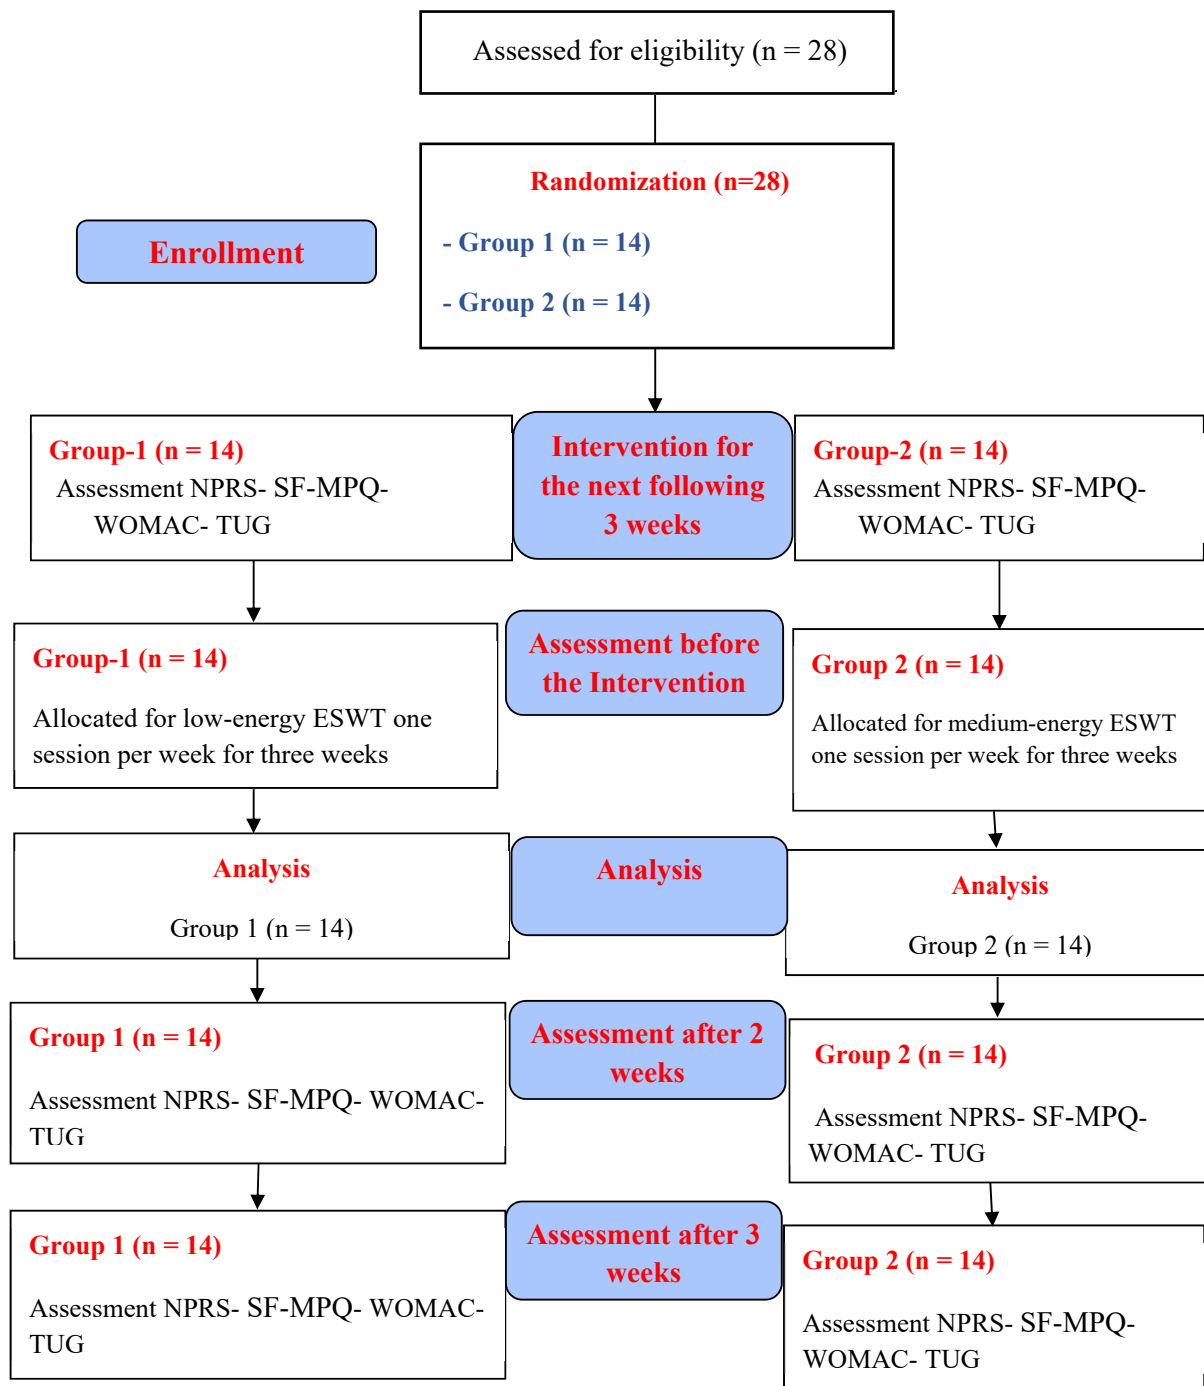 Assessed for eligibility (n = 28)
Randomization (n=28)
- Group 1 (n = 14)
- Group 2 (n = 14)
Enrollment
Group-1 (n = 14)
Assessment NPRS- SF-MPQ-
WOMAC- TUG
Intervention for
the next following
3 weeks
Group-2 (n = 14)
Assessment NPRS- SF-MPQ-
WOMAC- TUG
Group-1 (n = 14)
Allocated for low-energy ESWT one
session per week for three weeks
Assessment before
the Intervention
Group 2 (n = 14)
Allocated for medium-energy ESWT
one session per week for three weeks
Analysis
Group 1 (n = 14)
Analysis
Analysis
Group 2 (n = 14)
Group 1 (n = 14)
Assessment NPRS- SF-MPQ- WOMAC-
TUG
Assessment after 2
weeks
Group 2 (n = 14)
Assessment NPRS- SF-MPQ-
WOMAC- TUG
Group 1 (n = 14)
Assessment NPRS- SF-MPQ- WOMAC-
TUG
Assessment after 3
weeks
Group 2 (n = 14)
Assessment NPRS- SF-MPQ-
WOMAC- TUG